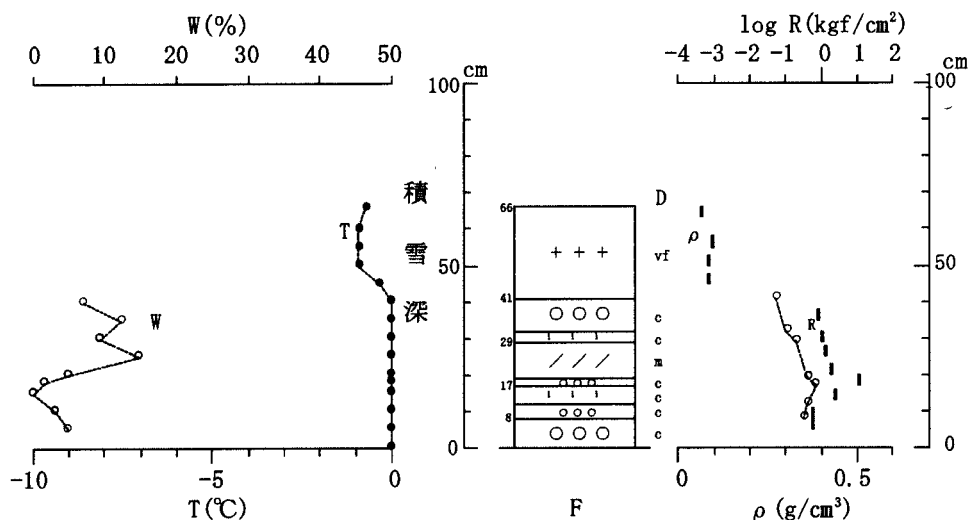 W(%)
0 10 20 30 40 50
log R(kgf/cm²)
-4 -3 -2 -1 0 1 2
cm
100
cm
100
積
雪
深
T
W
50
0
-10 -5 0
T(℃)
66
41
29
17
8
+ + +
F
D
vf
c
c
m
c
c
c
c
ρ
R
50
0
0 0.5
ρ (g/cm³)